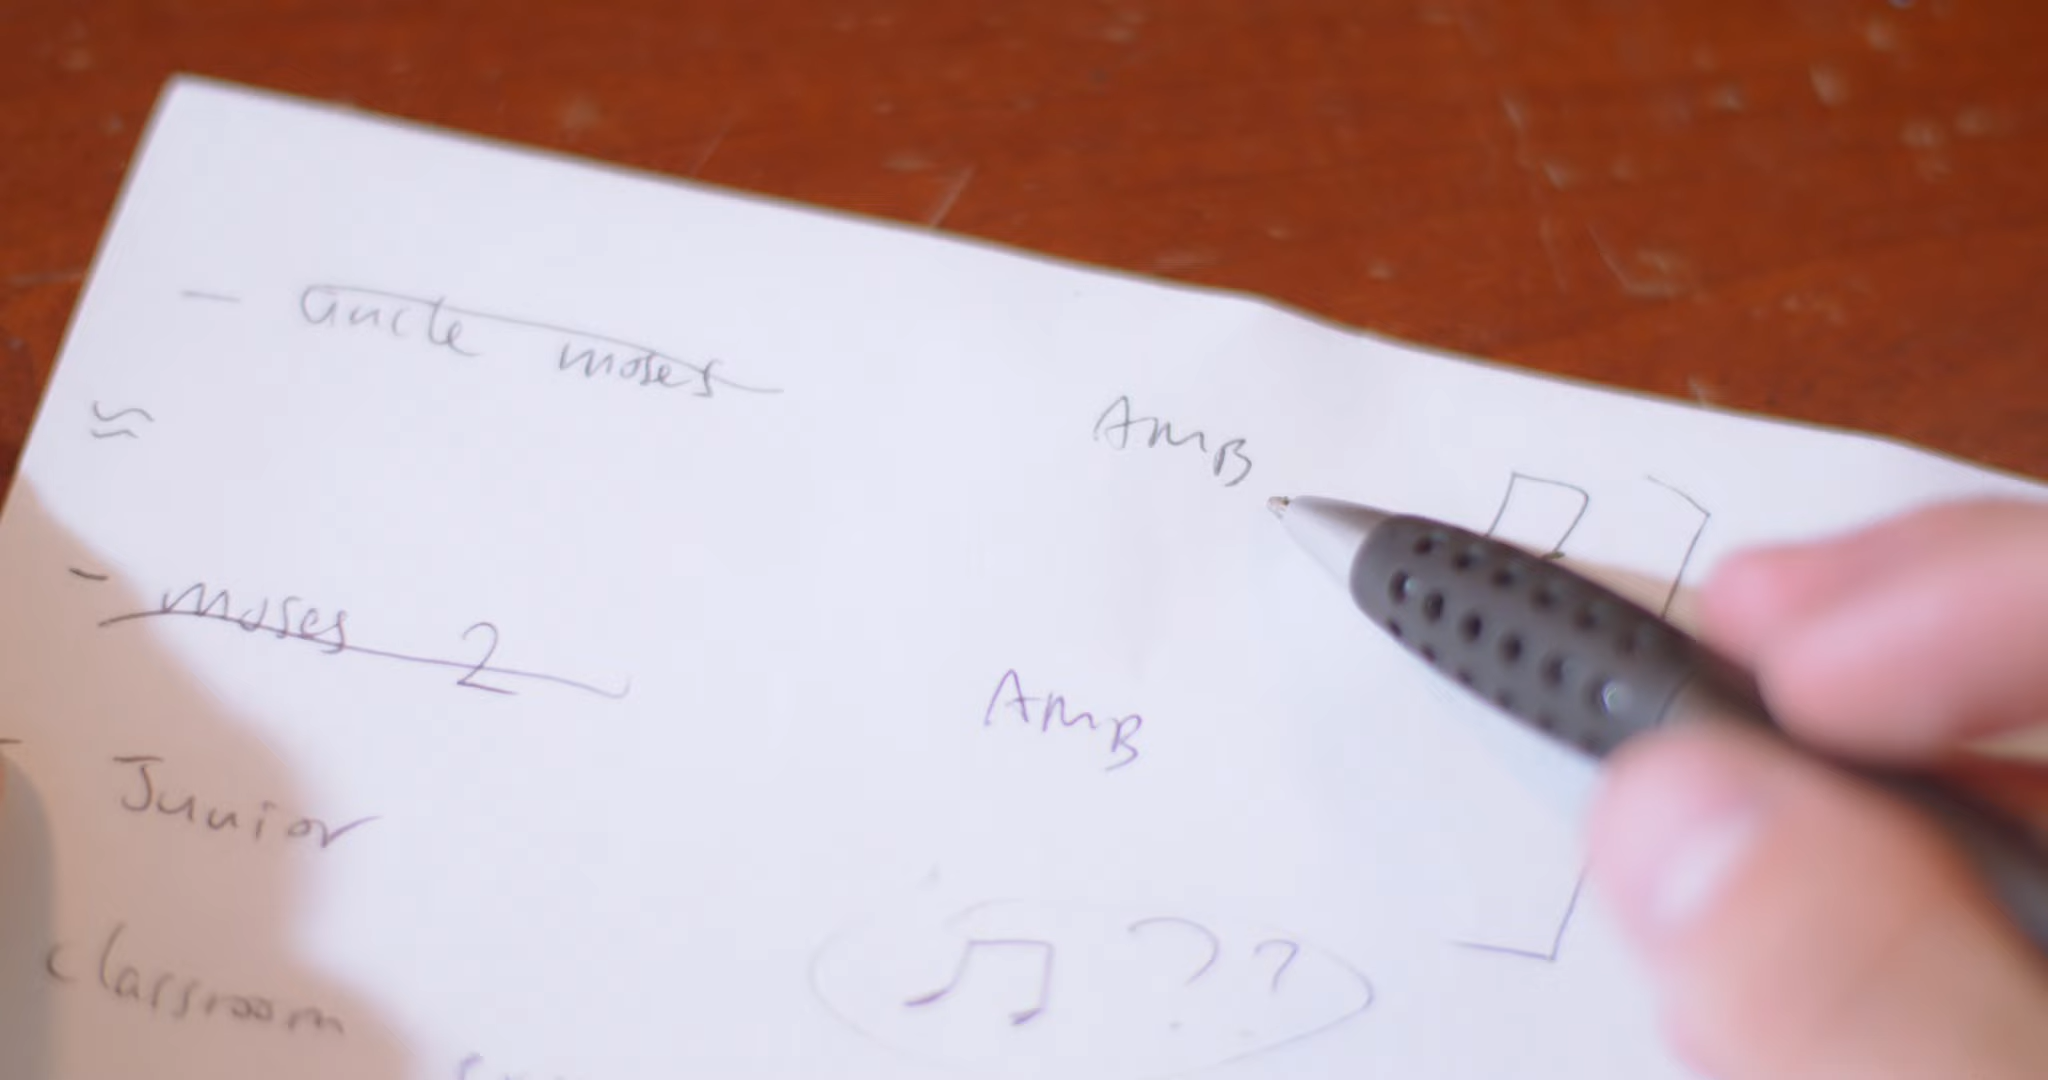 - Uncle Moses
AMB
- Moses 2
AMB
- Junior
Classroom
♫ ??